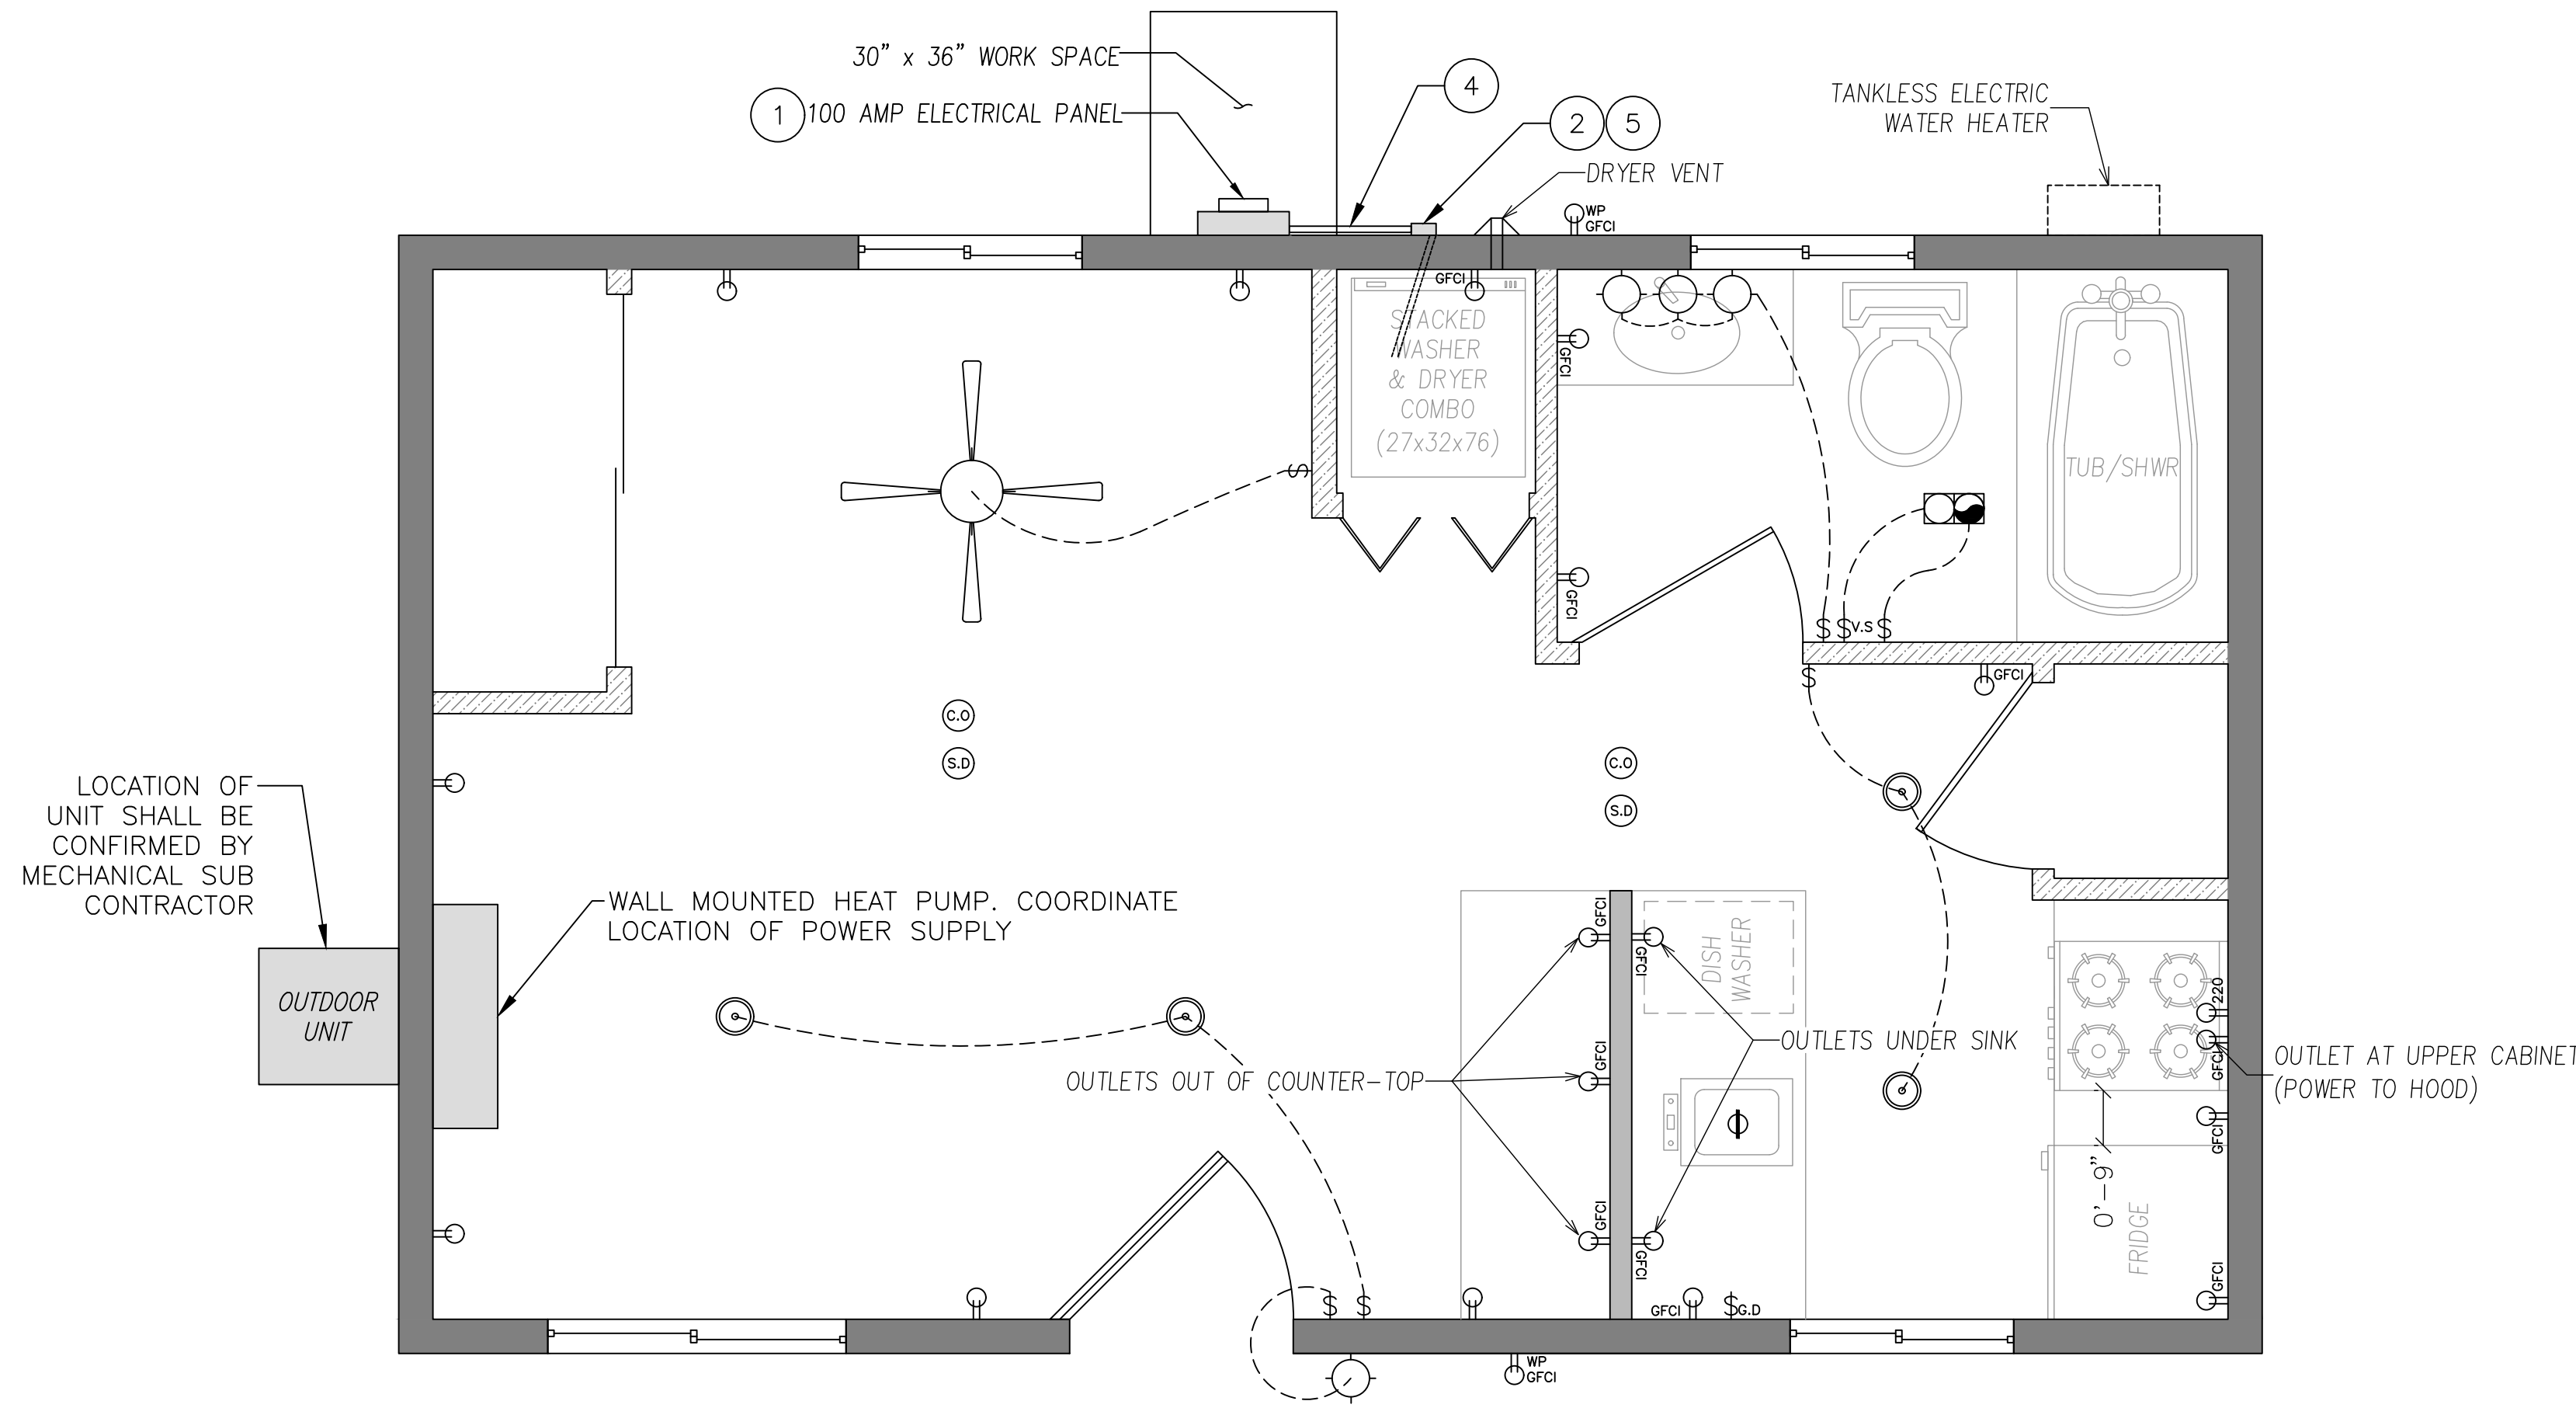 30" x 36" WORK SPACE
1 100 AMP ELECTRICAL PANEL
4
2 5
DRYER VENT
TANKLESS ELECTRIC
WATER HEATER
WP
GFCI
GFCI
STACKED
WASHER
& DRYER
COMBO
(27x32x76)
GFCI
GFCI
TUB/SHWR
$
$ $ V.S $
$
GFCI
C.O
S.D
C.O
S.D
LOCATION OF
UNIT SHALL BE
CONFIRMED BY
MECHANICAL SUB
CONTRACTOR
WALL MOUNTED HEAT PUMP. COORDINATE
LOCATION OF POWER SUPPLY
OUTDOOR
UNIT
GFCI
GFCI
DISH
WASHER
OUTLETS UNDER SINK
OUTLETS OUT OF COUNTER-TOP
GFCI
220
GFCI
OUTLET AT UPPER CABINET
(POWER TO HOOD)
GFCI
0'-9"
FRIDGE
GFCI
GFCI
GFCI
$ $
GFCI
$ G.D
WP
GFCI